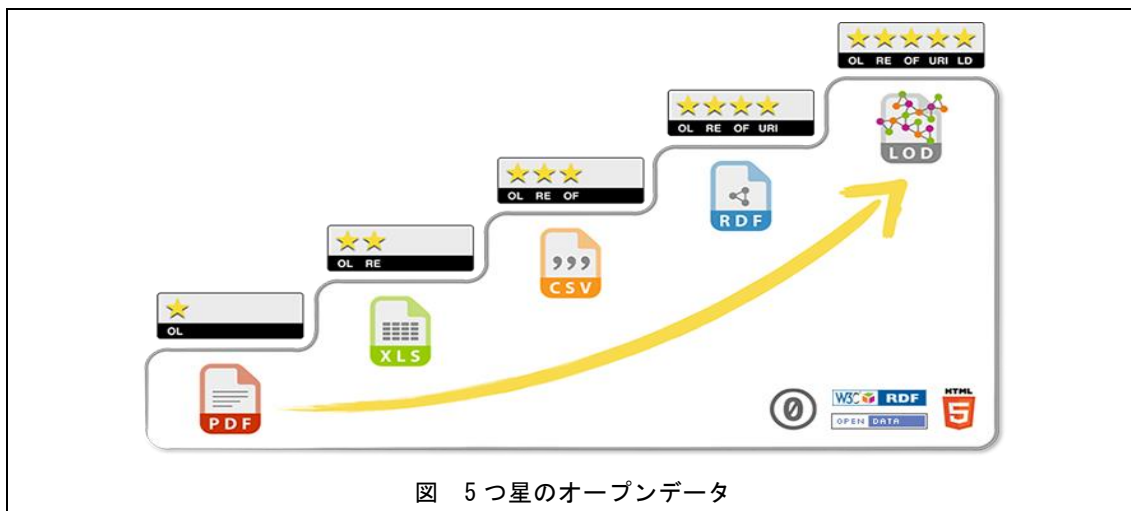 OL RE OF URI LD
LOD
OL RE OF URI
RDF
OL RE OF
CSV
OL RE
XLS
OL
PDF
0
W3C RDF
OPEN DATA
HTML
5
図　5つ星のオープンデータ